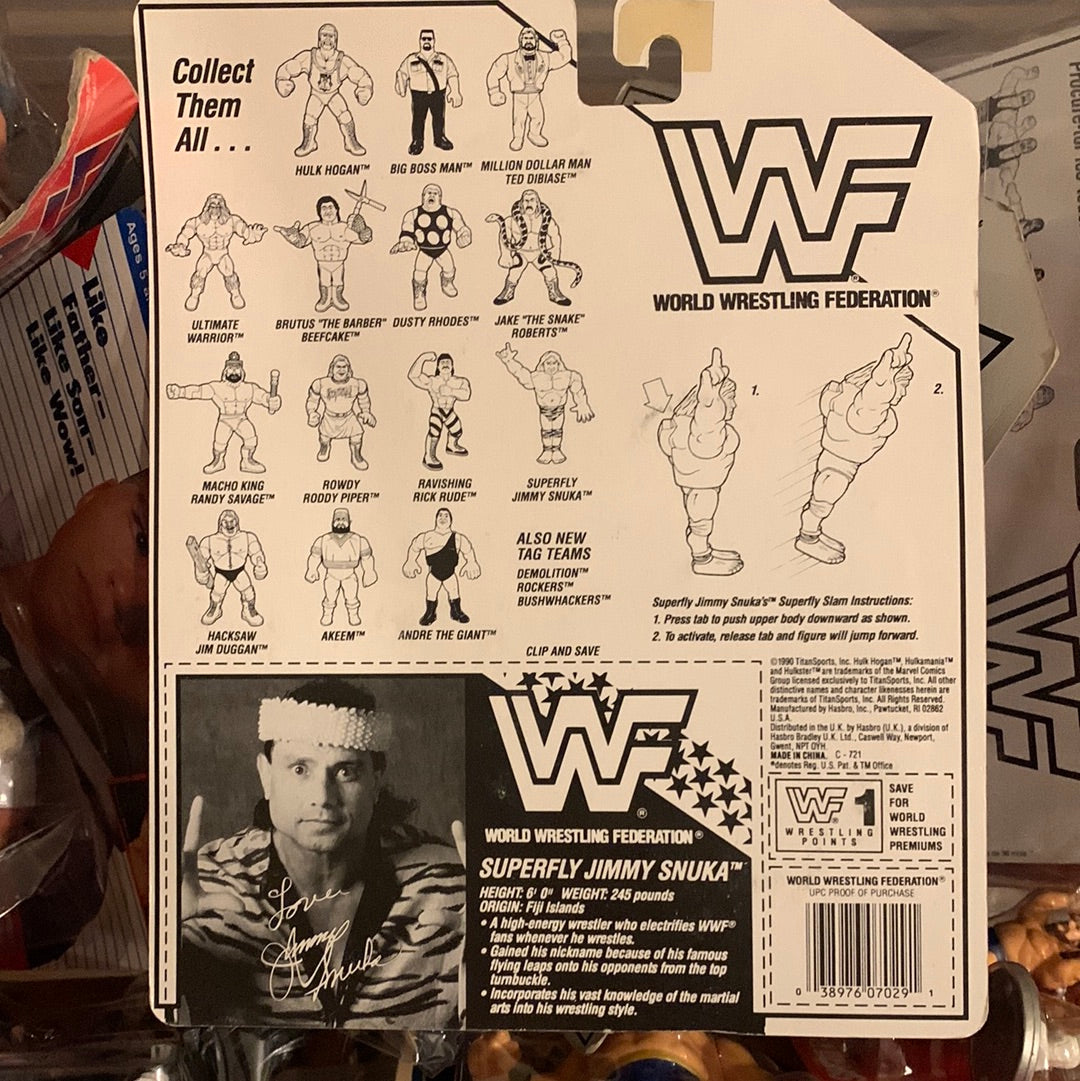 Collect
Them
All...
HULK HOGAN™
BIG BOSS MAN™
MILLION DOLLAR MAN
TED DIBIASE™
WF
®
WORLD WRESTLING FEDERATION®
ULTIMATE
WARRIOR™
BRUTUS "THE BARBER"
BEEFCAKE™
DUSTY RHODES™
JAKE "THE SNAKE"
ROBERTS™
MACHO KING
RANDY SAVAGE™
ROWDY
RODDY PIPER™
RAVISHING
RICK RUDE™
SUPERFLY
JIMMY SNUKA™
1.
2.
HACKSAW
JIM DUGGAN™
AKEEM™
ANDRE THE GIANT™
ALSO NEW
TAG TEAMS
DEMOLITION™
ROCKERS™
BUSHWHACKERS™
Superfly Jimmy Snuka's™ Superfly Slam Instructions:
1. Press tab to push upper body downward as shown.
2. To activate, release tab and figure will jump forward.
CLIP AND SAVE
©1990 TitanSports, Inc. Hulk Hogan™, Hulkamania™
and Hulkster™ are trademarks of the Marvel Comics
Group licensed exclusively to TitanSports, Inc. All other
distinctive names and character likenesses herein are
trademarks of TitanSports, Inc. All Rights Reserved.
Manufactured by Hasbro, Inc., Pawtucket, RI 02862
U.S.A.
Distributed in the U.K. by Hasbro (U.K.), a division of
Hasbro Bradley U.K. Ltd., Caswell Way, Newport,
Gwent, NPT OYH.
MADE IN CHINA. C-721
®denotes Reg. U.S. Pat. & TM Office
WF
®
WORLD WRESTLING FEDERATION®
SUPERFLY JIMMY SNUKA™
HEIGHT: 6' 0" WEIGHT: 245 pounds
ORIGIN: Fiji Islands
• A high-energy wrestler who electrifies WWF®
fans whenever he wrestles.
• Gained his nickname because of his famous
flying leaps onto his opponents from the top
turnbuckle.
• Incorporates his vast knowledge of the martial
arts into his wrestling style.
Love
Jimmy
Snuka
WF® 1
WRESTLING
POINTS
SAVE
FOR
WORLD
WRESTLING
PREMIUMS
WORLD WRESTLING FEDERATION®
UPC PROOF OF PURCHASE
0 38976 07029 1
Ages 5
Like
Father—
Like Son—
Like Wow!